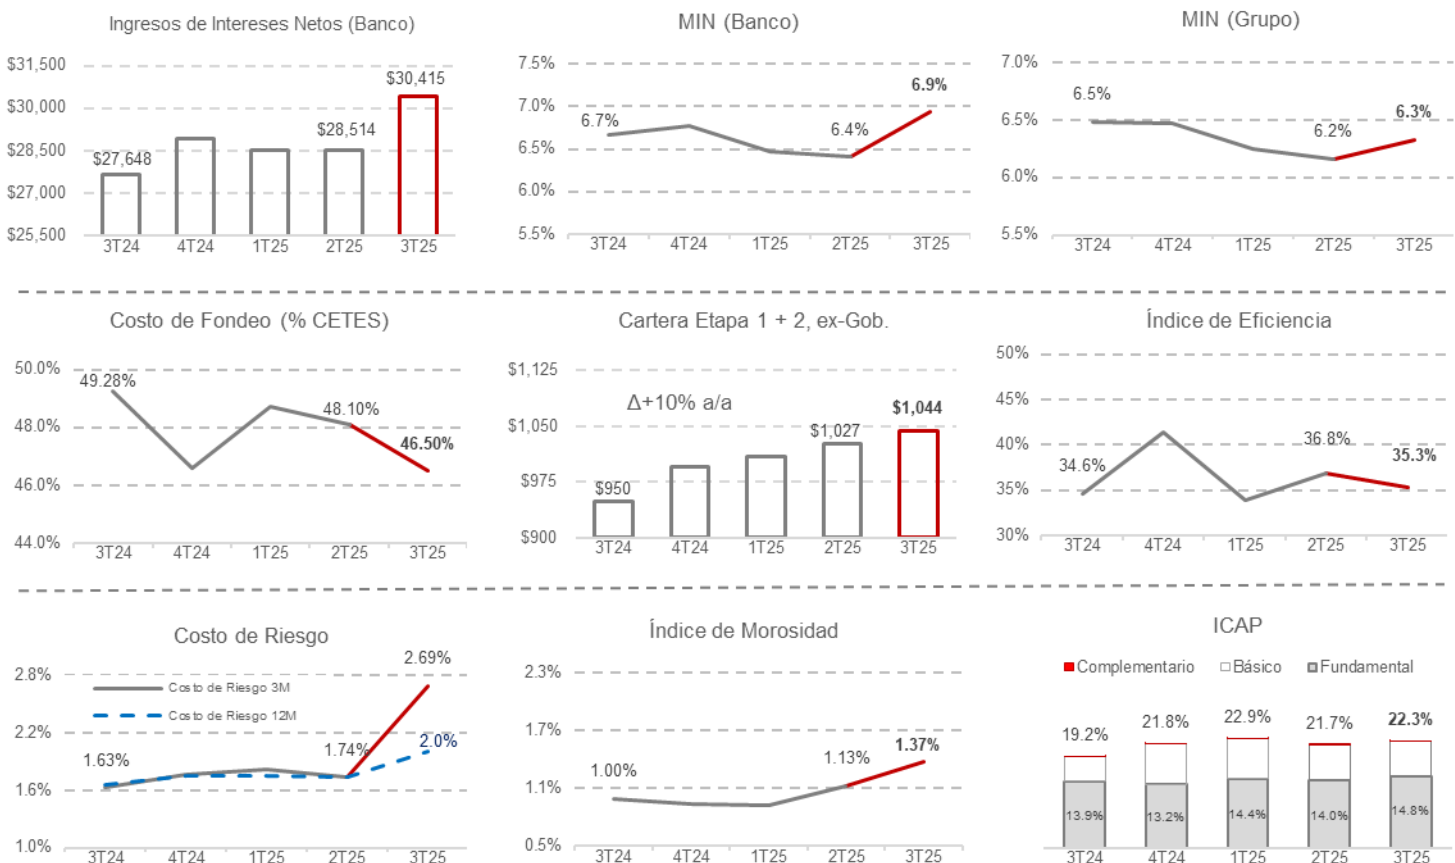 Ingresos de Intereses Netos (Banco)
$31,500
$30,000
$28,500
$27,000
$25,500
$27,648
$28,514
$30,415
3T24 4T24 1T25 2T25 3T25
MIN (Banco)
7.5%
7.0%
6.5%
6.0%
5.5%
6.7%
6.4%
6.9%
3T24 4T24 1T25 2T25 3T25
MIN (Grupo)
7.0%
6.5%
6.0%
5.5%
6.5%
6.2%
6.3%
3T24 4T24 1T25 2T25 3T25
Costo de Fondeo (% CETES)
50.0%
48.0%
46.0%
44.0%
49.28%
48.10%
46.50%
3T24 4T24 1T25 2T25 3T25
Cartera Etapa 1 + 2, ex-Gob.
$1,125
$1,050
$975
$900
Δ+10% a/a
$950
$1,027
$1,044
3T24 4T24 1T25 2T25 3T25
Índice de Eficiencia
50%
45%
40%
35%
30%
34.6%
36.8%
35.3%
3T24 4T24 1T25 2T25 3T25
Costo de Riesgo
2.8%
2.2%
1.6%
1.0%
Costo de Riesgo 3M
Costo de Riesgo 12M
1.63%
1.74%
2.69%
2.0%
3T24 4T24 1T25 2T25 3T25
Índice de Morosidad
2.3%
1.7%
1.1%
0.5%
1.00%
1.13%
1.37%
3T24 4T24 1T25 2T25 3T25
ICAP
Complementario Básico Fundamental
19.2% 21.8% 22.9% 21.7% 22.3%
13.9% 13.2% 14.4% 14.0% 14.8%
3T24 4T24 1T25 2T25 3T25